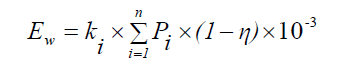 E_w = k_i × ∑_{i=1}^{n} P_i × (1 − η) × 10^{-3}